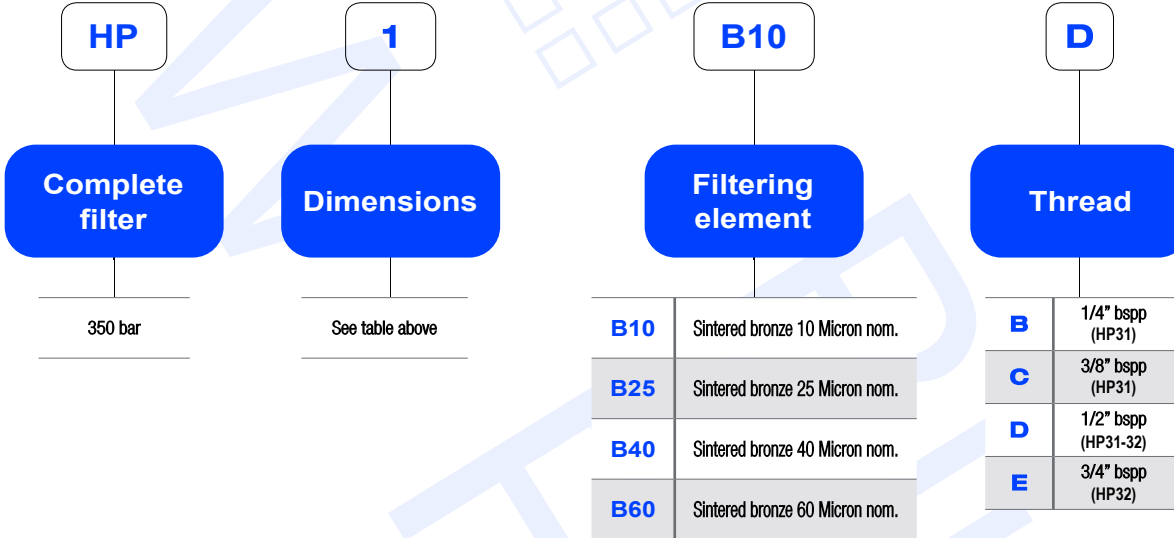 HP
1
B10
D
Complete
filter
Dimensions
Filtering
element
Thread
350 bar
See table above
B10 Sintered bronze 10 Micron nom.
B25 Sintered bronze 25 Micron nom.
B40 Sintered bronze 40 Micron nom.
B60 Sintered bronze 60 Micron nom.
B 1/4” bspp
(HP31)
C 3/8” bspp
(HP31)
D 1/2” bspp
(HP31-32)
E 3/4” bspp
(HP32)